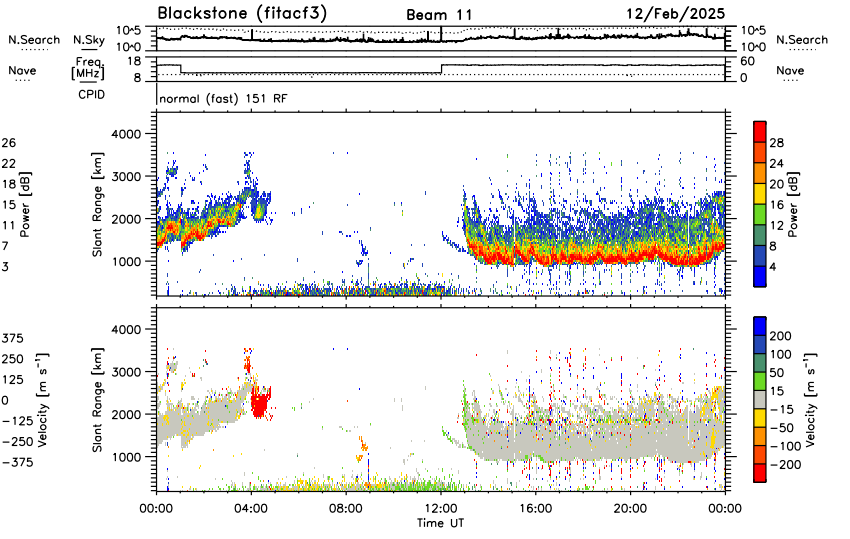 Blackstone (fitacf3) Beam 11 12/Feb/2025
N.Search N.Sky 10^5 10^0 10^5 10^0 N.Search
Nave Freq. [MHz] 18 8 60 0 Nave
CPID normal (fast) 151 RF
26 22 18 15 11 7 3
Power [dB]
Slant Range [km]
4000
3000
2000
1000
28
24
20
16
12
8
4
Power [dB]
375
250
125
0
-125
-250
-375
Velocity [m s⁻¹]
Slant Range [km]
4000
3000
2000
1000
200
100
50
15
-15
-50
-100
-200
Velocity [m s⁻¹]
00:00 04:00 08:00 12:00 16:00 20:00 00:00
Time UT